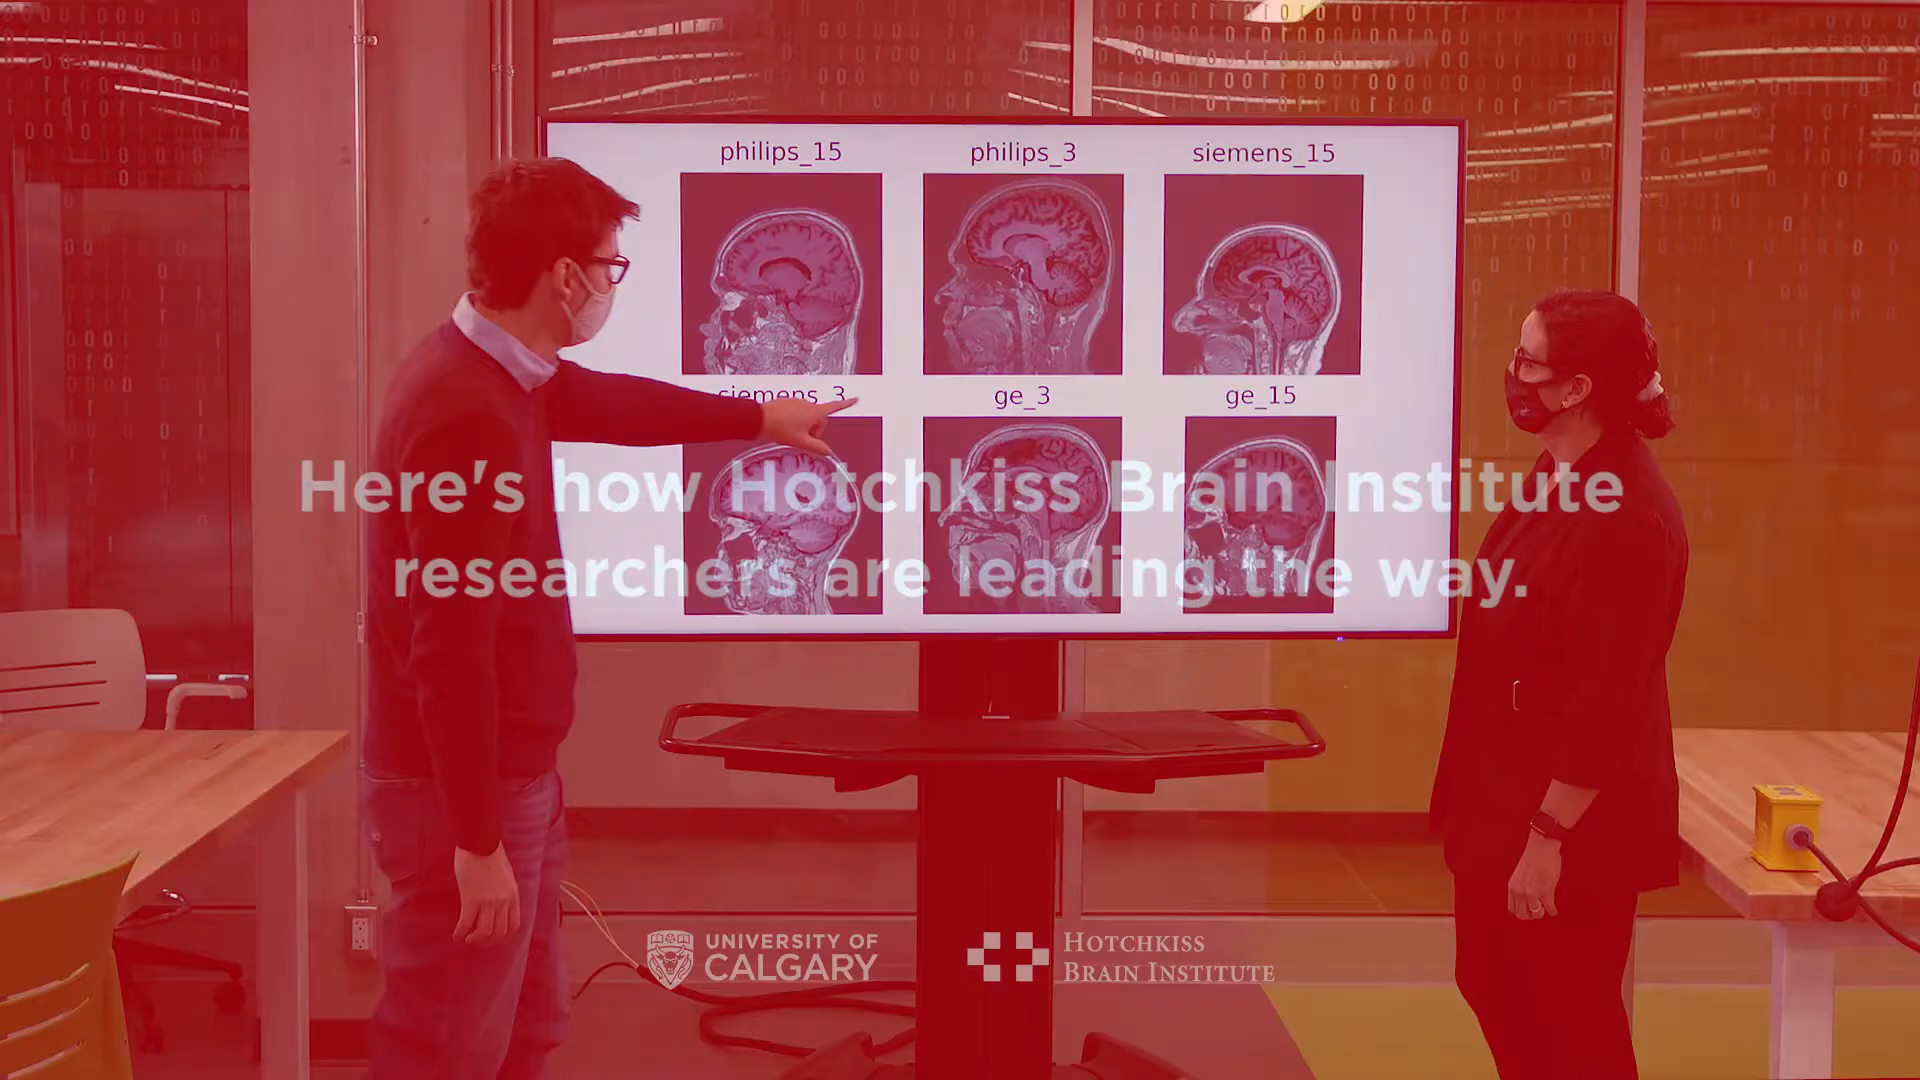 philips_15 philips_3 siemens_15
siemens_3 ge_3 ge_15
Here's how Hotchkiss Brain Institute
researchers are leading the way.
UNIVERSITY OF
CALGARY
HOTCHKISS
BRAIN INSTITUTE